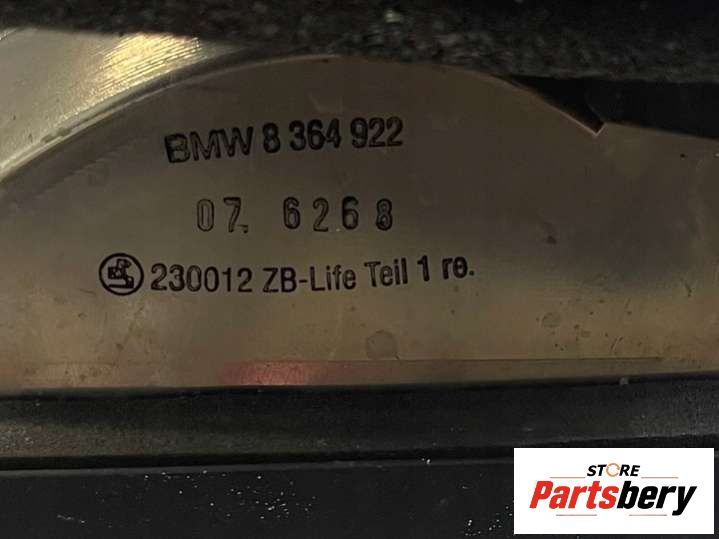 BMW 8 364 922
07. 6268
230012 ZB-Life Teil 1 re.
STORE
Partsbery